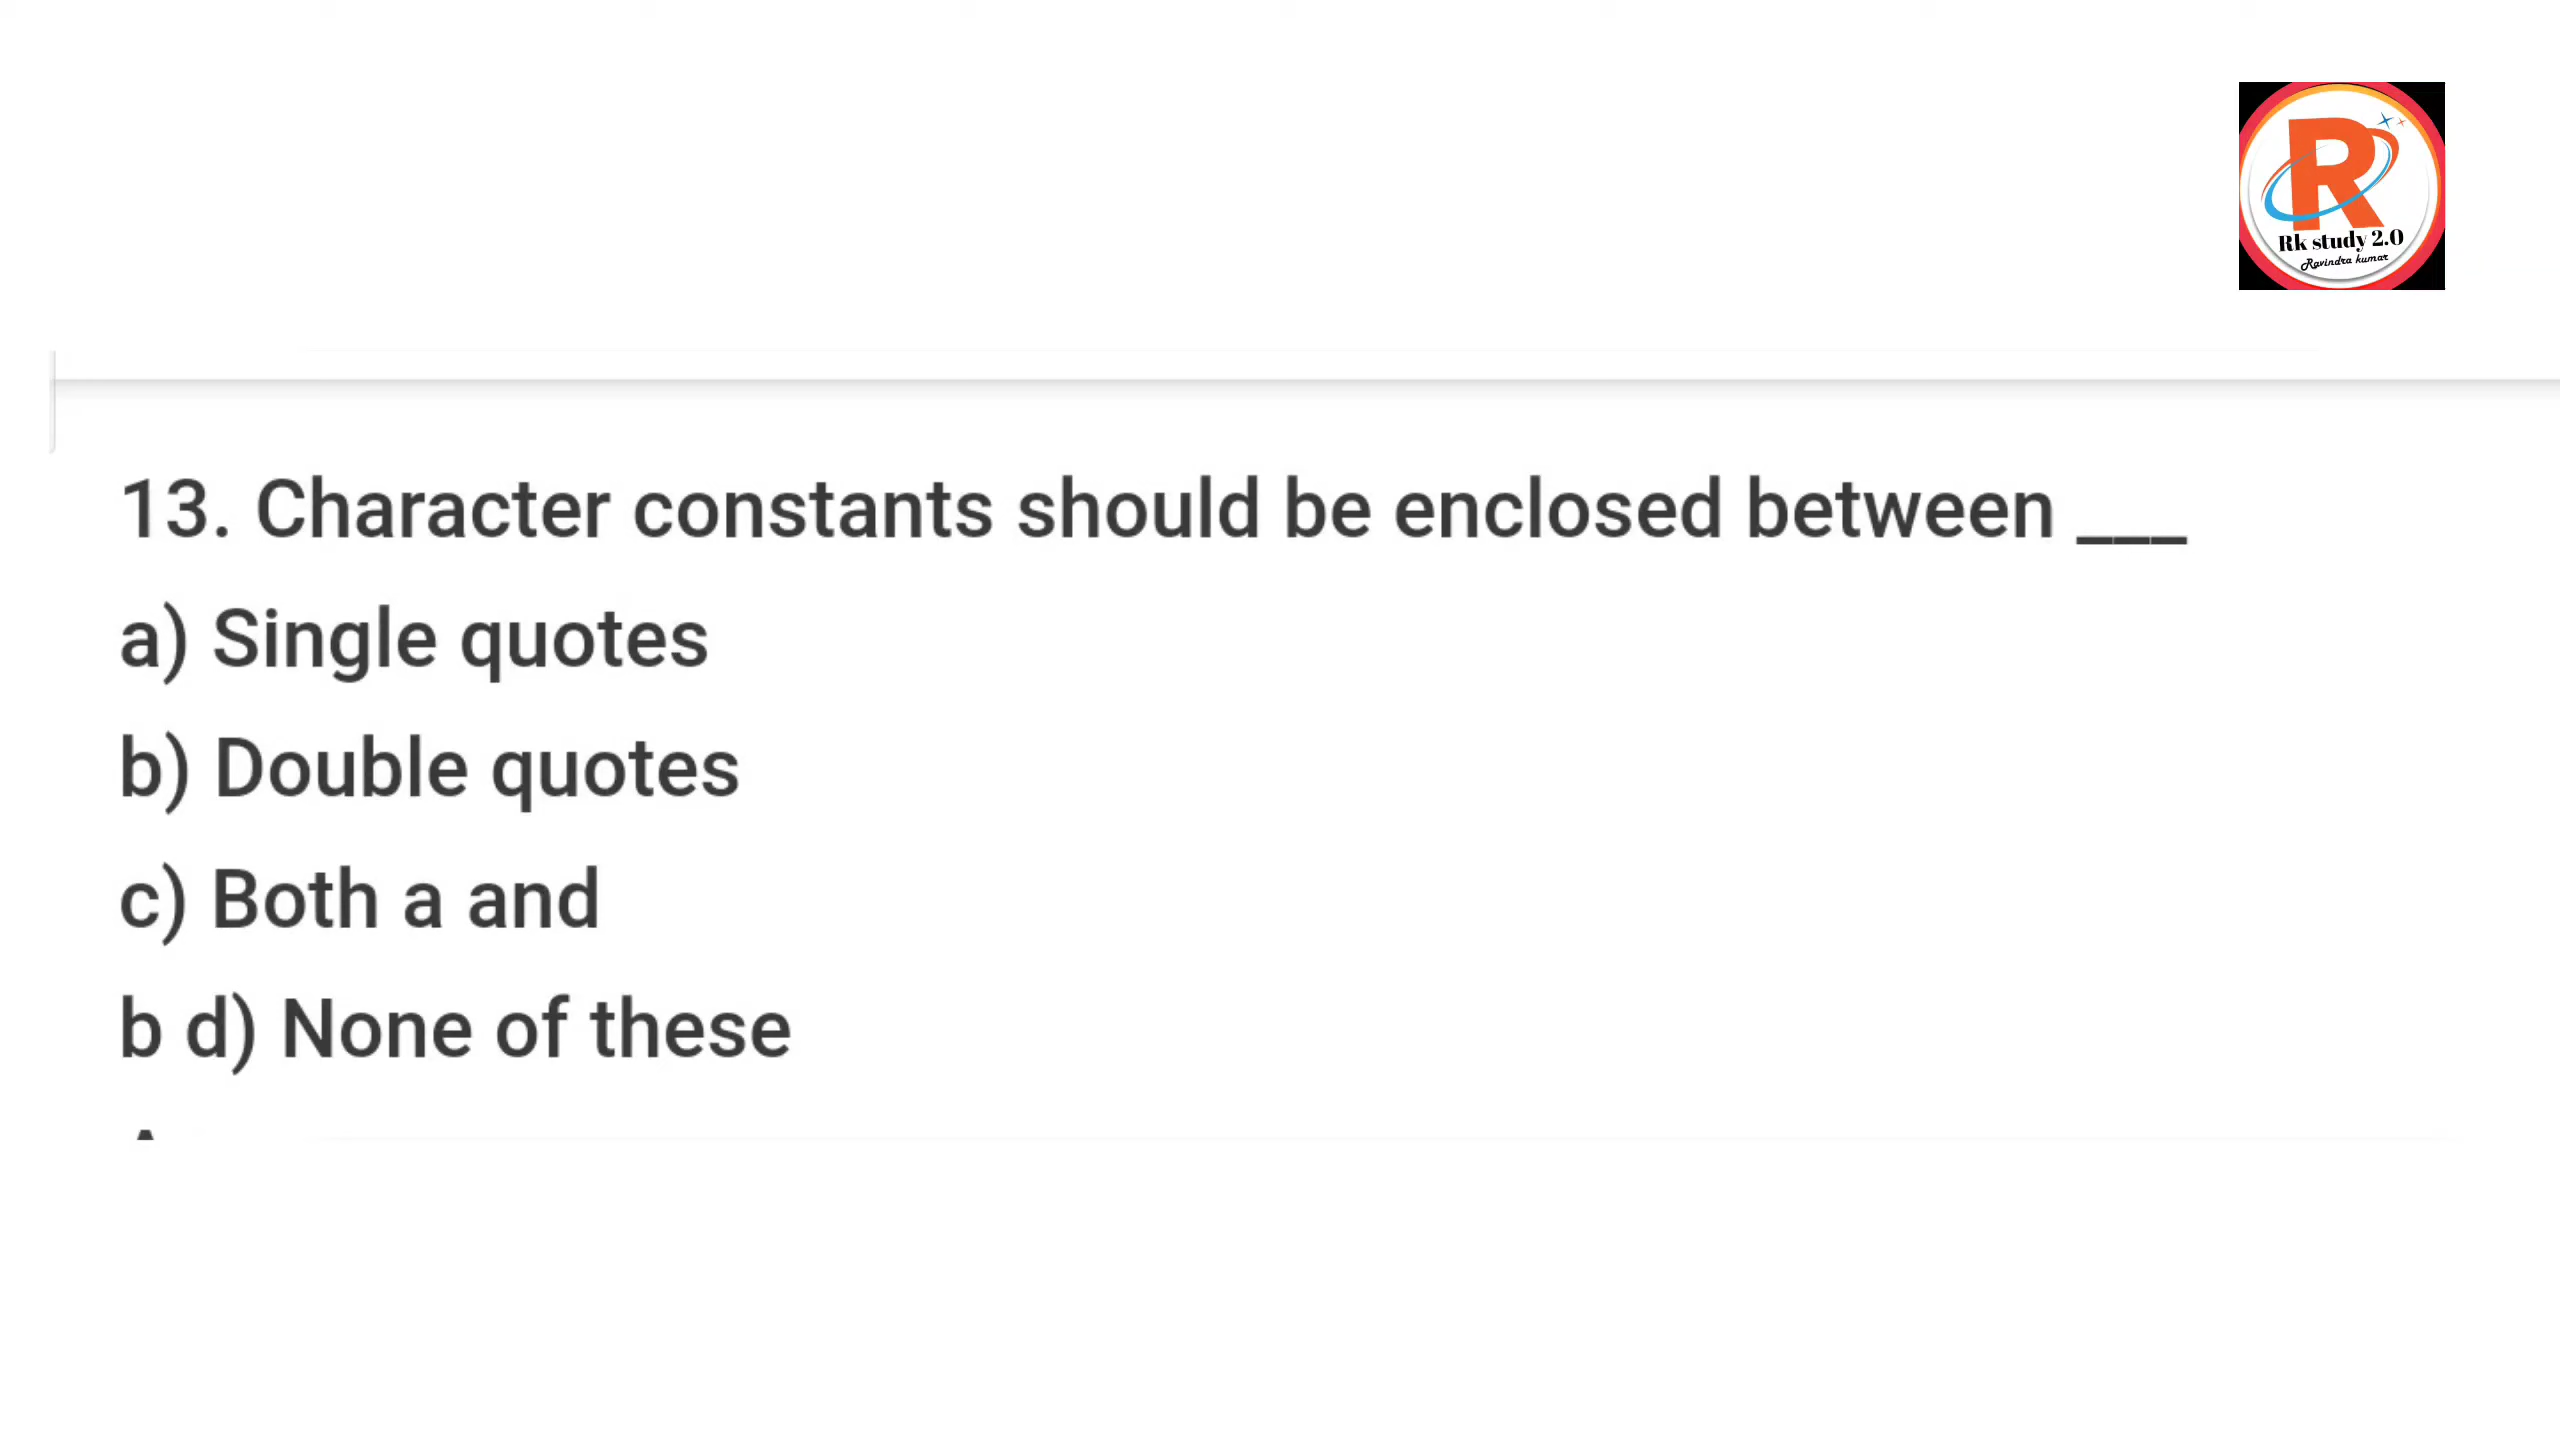 R
Rk study 2.0
Ravindra kumar
13. Character constants should be enclosed between ___
a) Single quotes
b) Double quotes
c) Both a and
b d) None of these